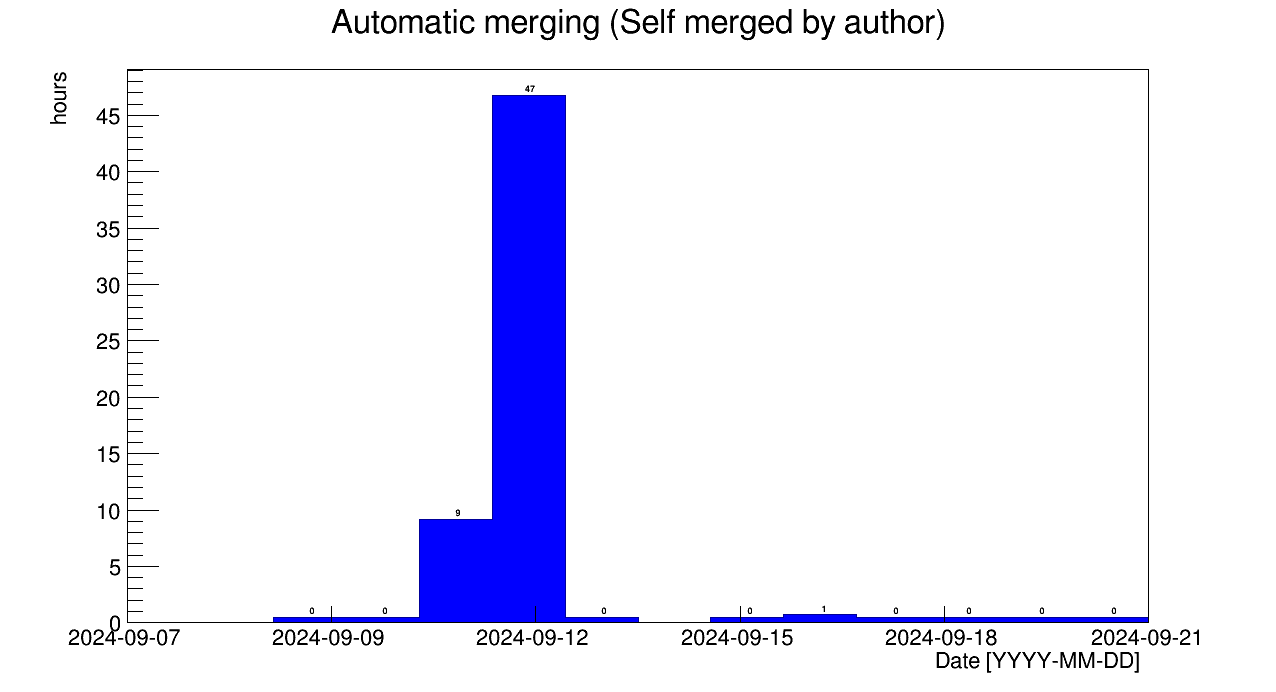 Automatic merging (Self merged by author)
hours
45
40
35
30
25
20
15
10
5
0
47
9
0 0 0 0 1 0 0 0 0
2024-09-07 2024-09-09 2024-09-12 2024-09-15 2024-09-18 2024-09-21
Date [YYYY-MM-DD]